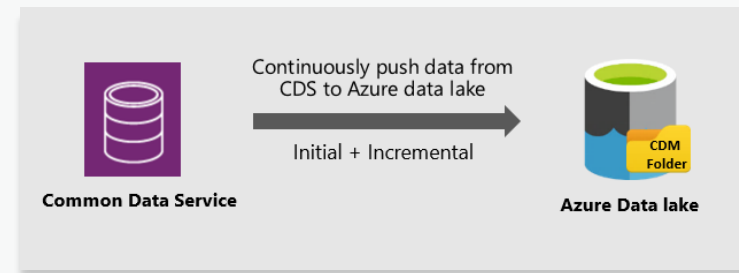 Continuously push data from
CDS to Azure data lake
Initial + Incremental
CDM
Folder
Common Data Service
Azure Data lake